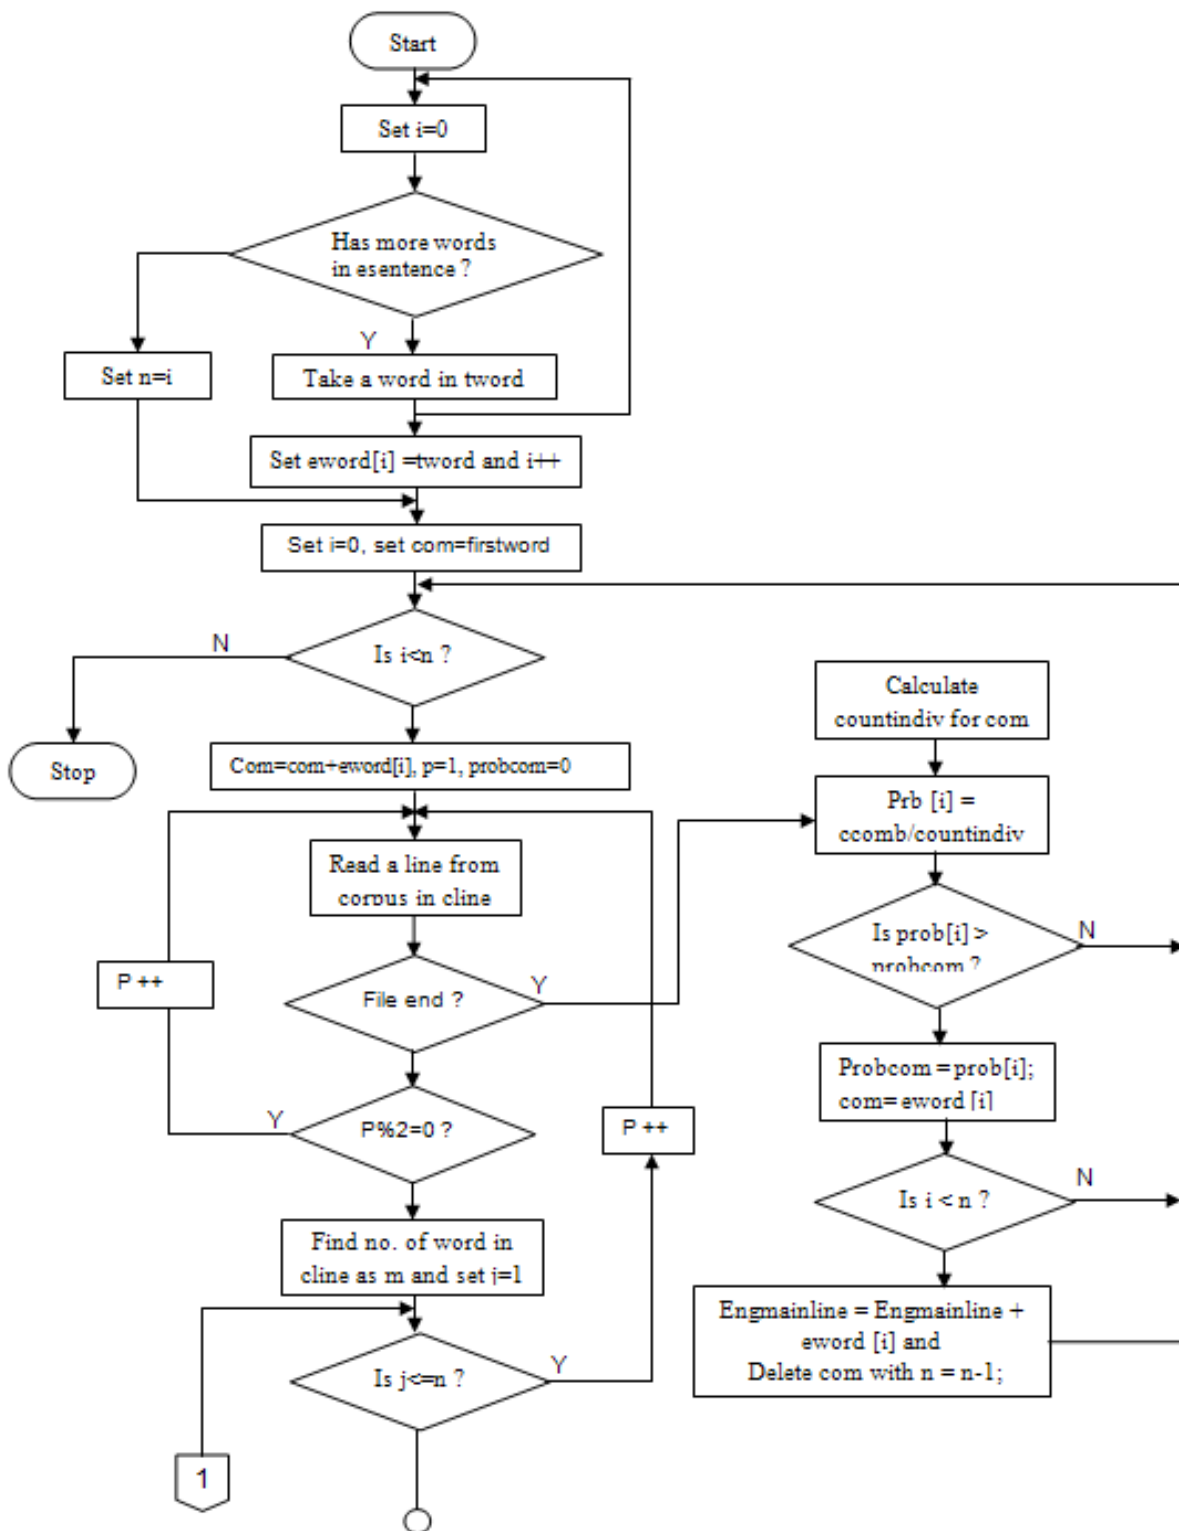 Start
Set i=0
Has more words
in esentence ?
Y
Set n=i
Take a word in tword
Set eword[i] =tword and i++
Set i=0, set com=firstword
N
Is i<n ?
Stop
Com=com+eword[i], p=1, probcom=0
Read a line from
corpus in cline
P ++
File end ?
Y
Y
P%2=0 ?
P ++
Find no. of word in
cline as m and set j=1
Is j<=n ?
Y
1
Calculate
countindiv for com
Prb [i] =
ccomb/countindiv
Is prob[i] >
probcom ?
N
Probcom = prob[i];
com= eword [i]
Is i < n ?
N
Engmainline = Engmainline +
eword [i] and
Delete com with n = n-1;